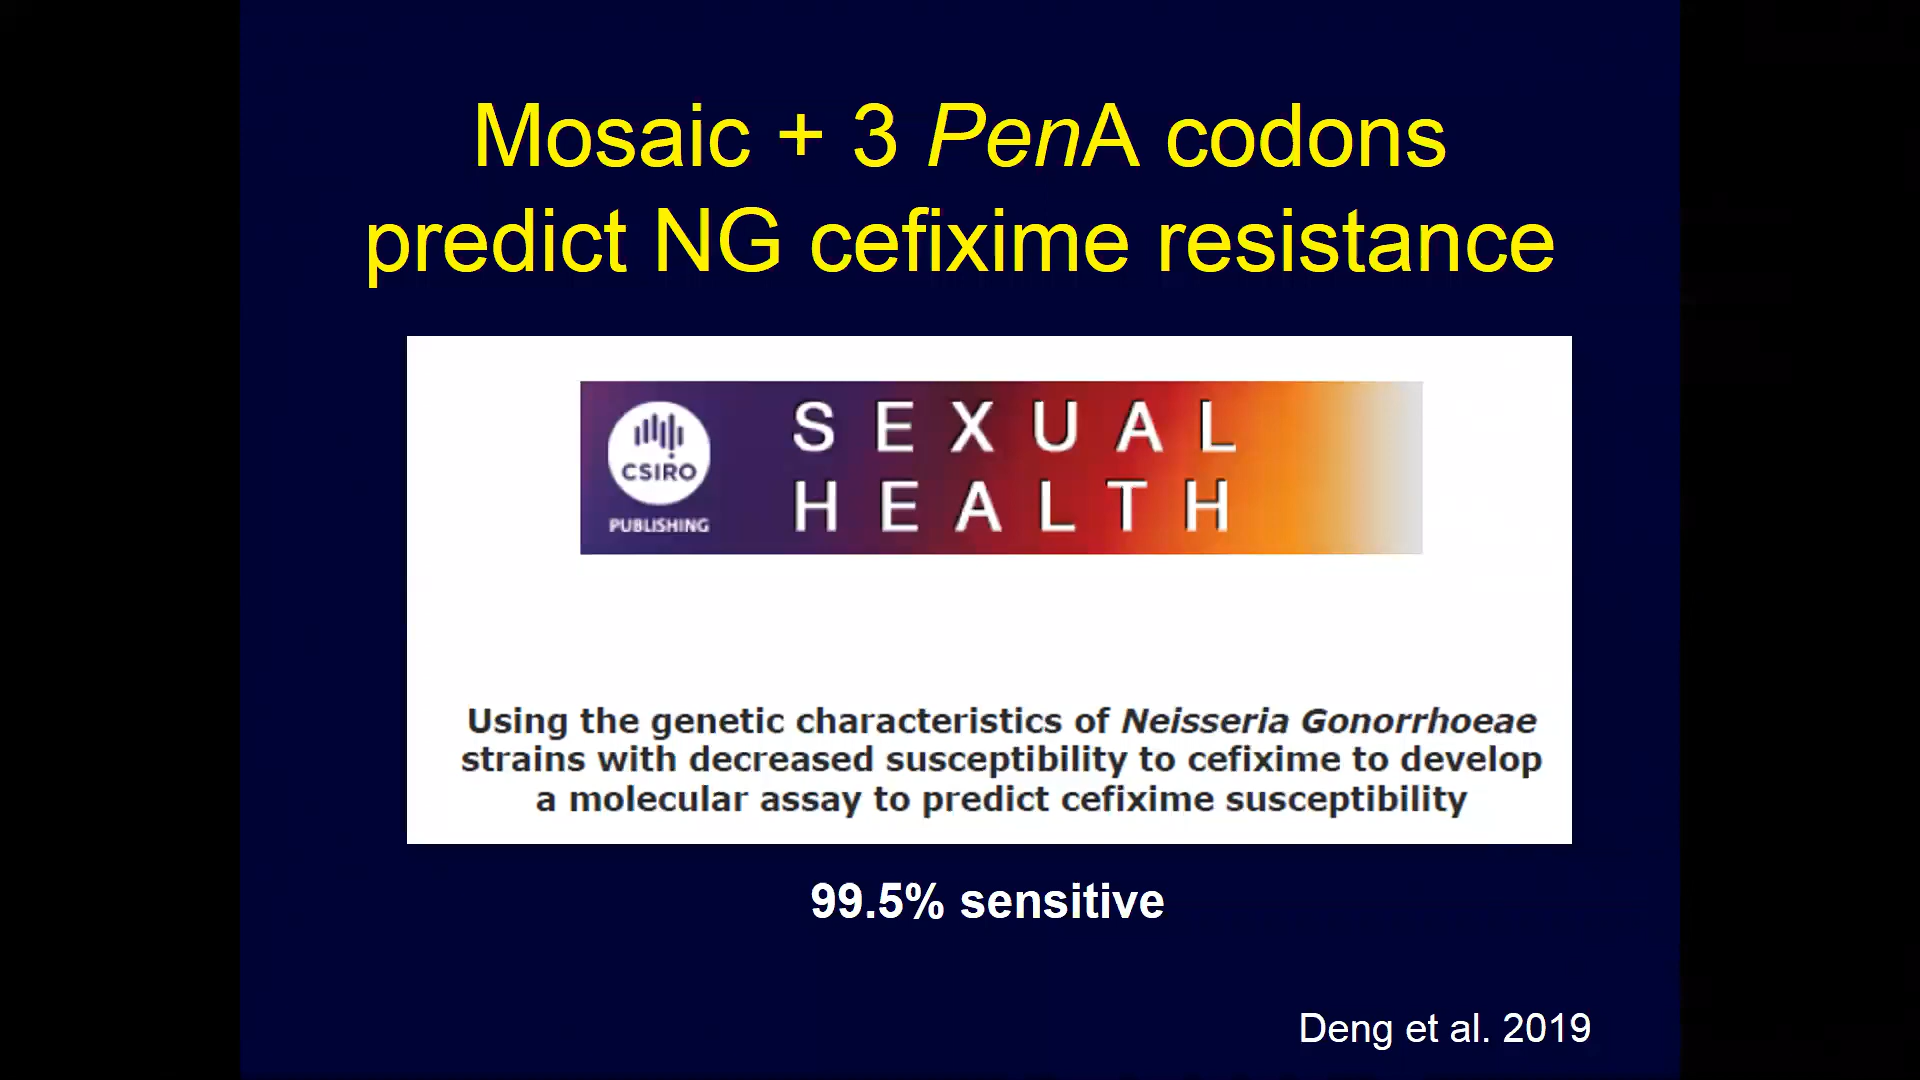 Mosaic + 3 PenA codons
predict NG cefixime resistance
SEXUAL
HEALTH
CSIRO
PUBLISHING
Using the genetic characteristics of Neisseria Gonorrhoeae
strains with decreased susceptibility to cefixime to develop
a molecular assay to predict cefixime susceptibility
99.5% sensitive
Deng et al. 2019